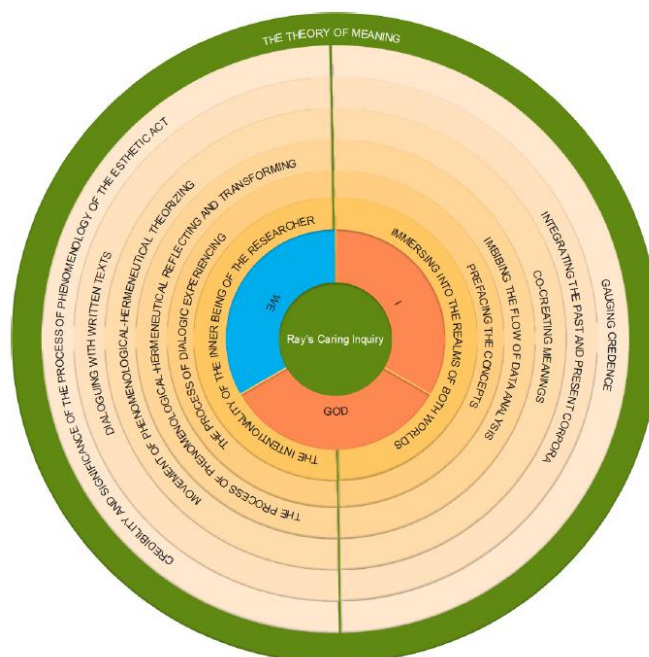 THE THEORY OF MEANING
CREDIBILITY AND SIGNIFICANCE OF THE PROCESS OF PHENOMENOLOGY OF THE ESTHETIC ACT
DIALOGUING WITH WRITTEN TEXTS
MOVEMENT OF PHENOMENOLOGICAL-HERMENEUTICAL THEORIZING
THE PROCESS OF PHENOMENOLOGICAL-HERMENEUTICAL REFLECTING AND TRANSFORMING
THE PROCESS OF DIALOGIC EXPERIENCING
THE INTENTIONALITY OF THE INNER BEING OF THE RESEARCHER
WE
I
GOD
Ray's Caring Inquiry
IMMERSING INTO THE REALMS OF BOTH WORLDS
PREFACING THE CONCEPTS
IMBIBING THE FLOW OF DATA ANALYSIS
CO-CREATING MEANINGS
INTEGRATING THE PAST AND PRESENT CORPORA
GAUGING CREDENCE